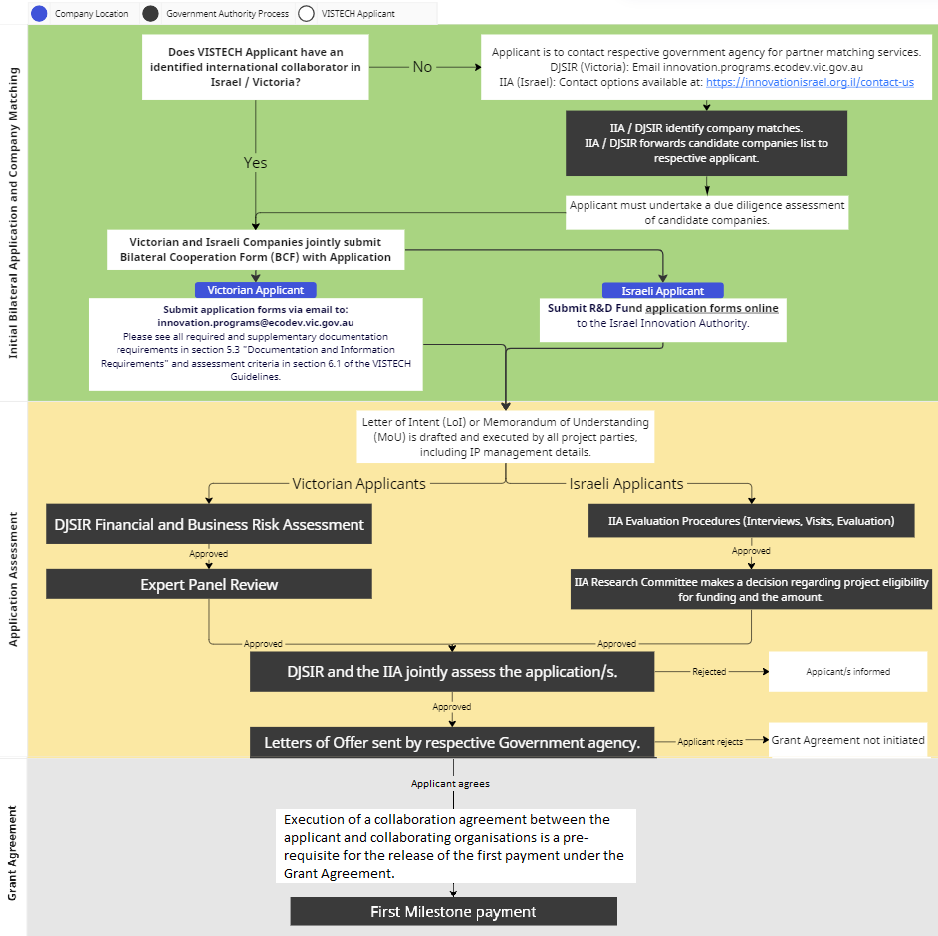 Company Location
Government Authority Process
VISTECH Applicant
Initial Bilateral Application and Company Matching
Does VISTECH Applicant have an
identified international collaborator in
Israel / Victoria?
No
Applicant is to contact respective government agency for partner matching services.
DJSIR (Victoria): Email innovation.programs.ecodev.vic.gov.au
IIA (Israel): Contact options available at: https://innovationisrael.org.il/contact-us
IIA / DJSIR identify company matches.
IIA / DJSIR forwards candidate companies list to
respective applicant.
Yes
Applicant must undertake a due diligence assessment
of candidate companies.
Victorian and Israeli Companies jointly submit
Bilateral Cooperation Form (BCF) with Application
Victorian Applicant
Submit application forms via email to:
innovation.programs@ecodev.vic.gov.au
Please see all required and supplementary documentation
requirements in section 5.3 "Documentation and Information
Requirements" and assessment criteria in section 6.1 of the VISTECH
Guidelines.
Israeli Applicant
Submit R&D Fund application forms online
to the Israel Innovation Authority.
Application Assessment
Letter of Intent (LoI) or Memorandum of Understanding
(MoU) is drafted and executed by all project parties,
including IP management details.
Victorian Applicants
Israeli Applicants
DJSIR Financial and Business Risk Assessment
IIA Evaluation Procedures (Interviews, Visits, Evaluation)
Approved
Approved
Expert Panel Review
IIA Research Committee makes a decision regarding project eligibility
for funding and the amount.
Approved
Approved
DJSIR and the IIA jointly assess the application/s.
Rejected
Applicant/s informed
Approved
Letters of Offer sent by respective Government agency.
Applicant rejects
Grant Agreement not initiated
Grant Agreement
Applicant agrees
Execution of a collaboration agreement between the
applicant and collaborating organisations is a pre-
requisite for the release of the first payment under the
Grant Agreement.
First Milestone payment